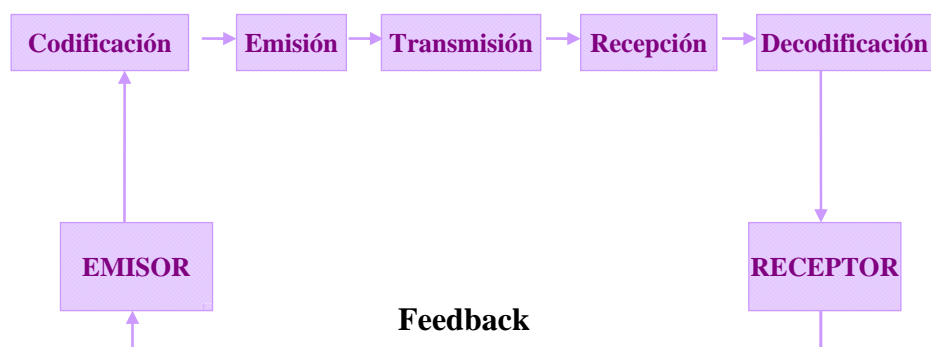 Codificación
Emisión
Transmisión
Recepción
Decodificación
EMISOR
RECEPTOR
Feedback